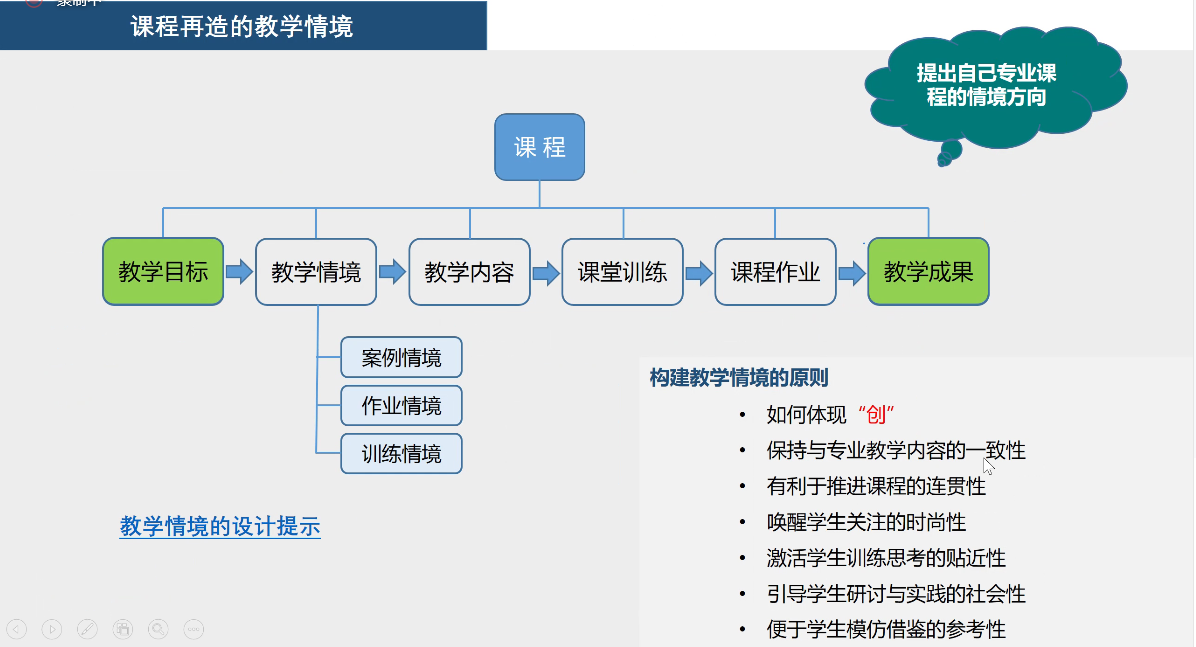 课程再造的教学情境
提出自己专业课
程的情境方向
课 程
教学目标
教学情境
教学内容
课堂训练
课程作业
教学成果
案例情境
作业情境
训练情境
教学情境的设计提示
构建教学情境的原则
• 如何体现“创”
• 保持与专业教学内容的一致性
• 有利于推进课程的连贯性
• 唤醒学生关注的时尚性
• 激活学生训练思考的贴近性
• 引导学生研讨与实践的社会性
• 便于学生模仿借鉴的参考性